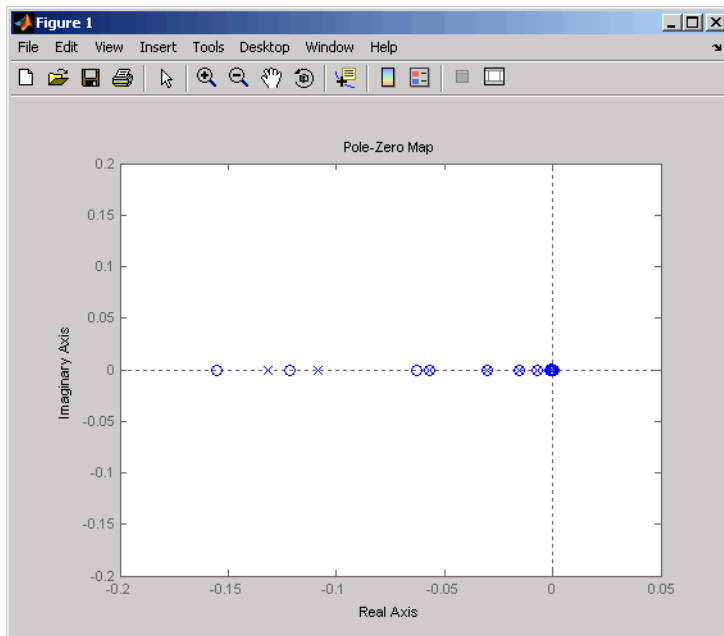 Figure 1
File Edit View Insert Tools Desktop Window Help
Pole-Zero Map
0.2
0.15
0.1
0.05
0
-0.05
-0.1
-0.15
-0.2
Imaginary Axis
-0.2 -0.15 -0.1 -0.05 0 0.05
Real Axis